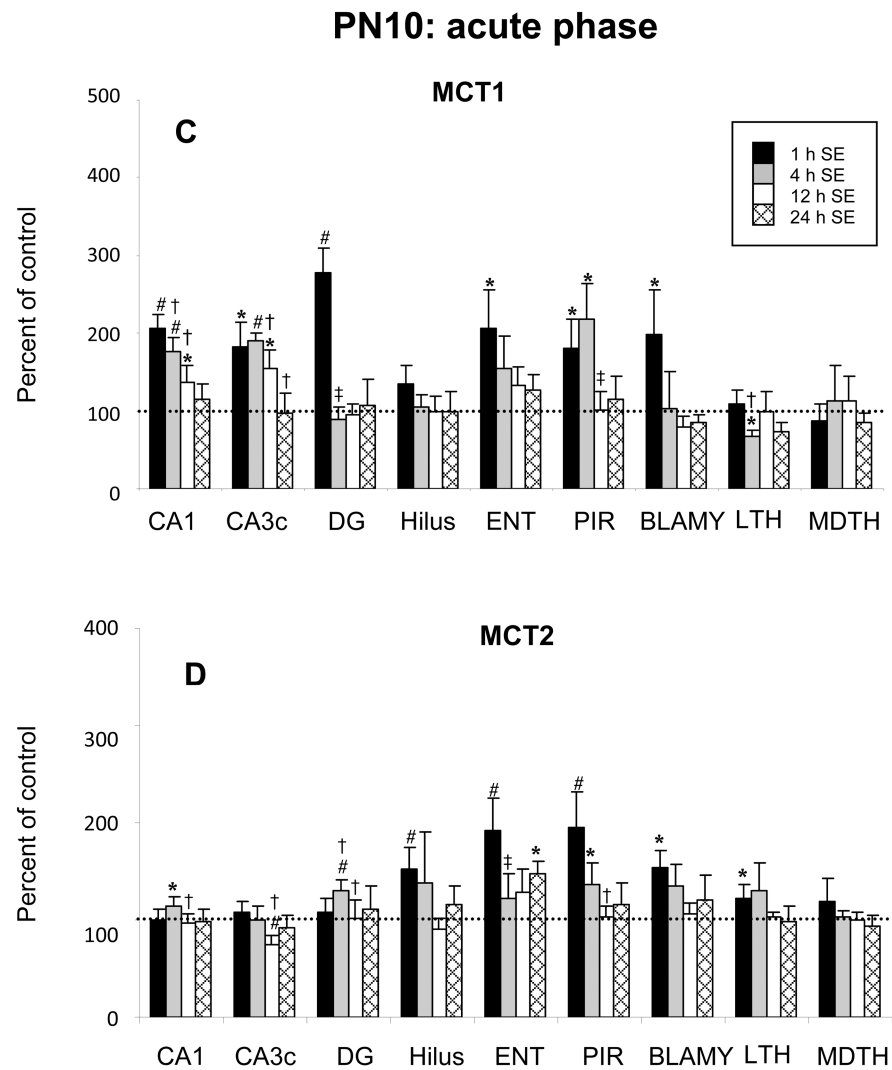 PN10: acute phase
MCT1
C
500
400
300
200
100
0
Percent of control
1 h SE
4 h SE
12 h SE
24 h SE
# † # † *
* # † * †
# ‡
*
* * ‡
*
† *
CA1 CA3c DG Hilus ENT PIR BLAMY LTH MDTH
MCT2
D
400
300
200
100
0
Percent of control
* †
† #
† # †
#
# ‡ *
# * †
*
*
CA1 CA3c DG Hilus ENT PIR BLAMY LTH MDTH